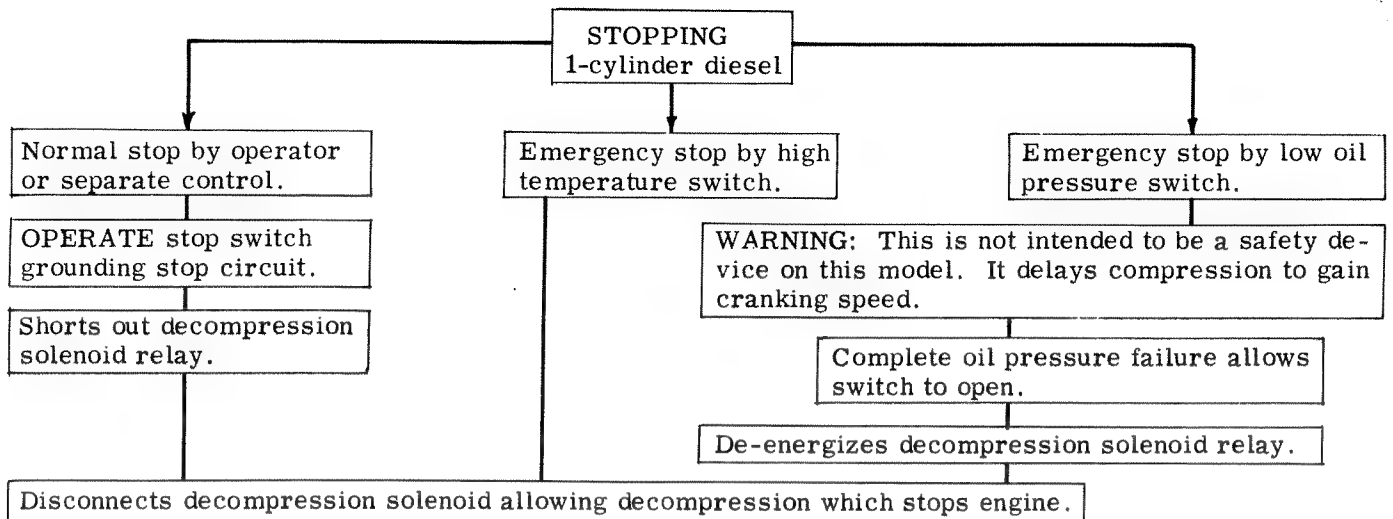 STOPPING
1-cylinder diesel
Normal stop by operator
or separate control.
Emergency stop by high
temperature switch.
Emergency stop by low oil
pressure switch.
OPERATE stop switch
grounding stop circuit.
WARNING: This is not intended to be a safety de-
vice on this model. It delays compression to gain
cranking speed.
Shorts out decompression
solenoid relay.
Complete oil pressure failure allows
switch to open.
De-energizes decompression solenoid relay.
Disconnects decompression solenoid allowing decompression which stops engine.